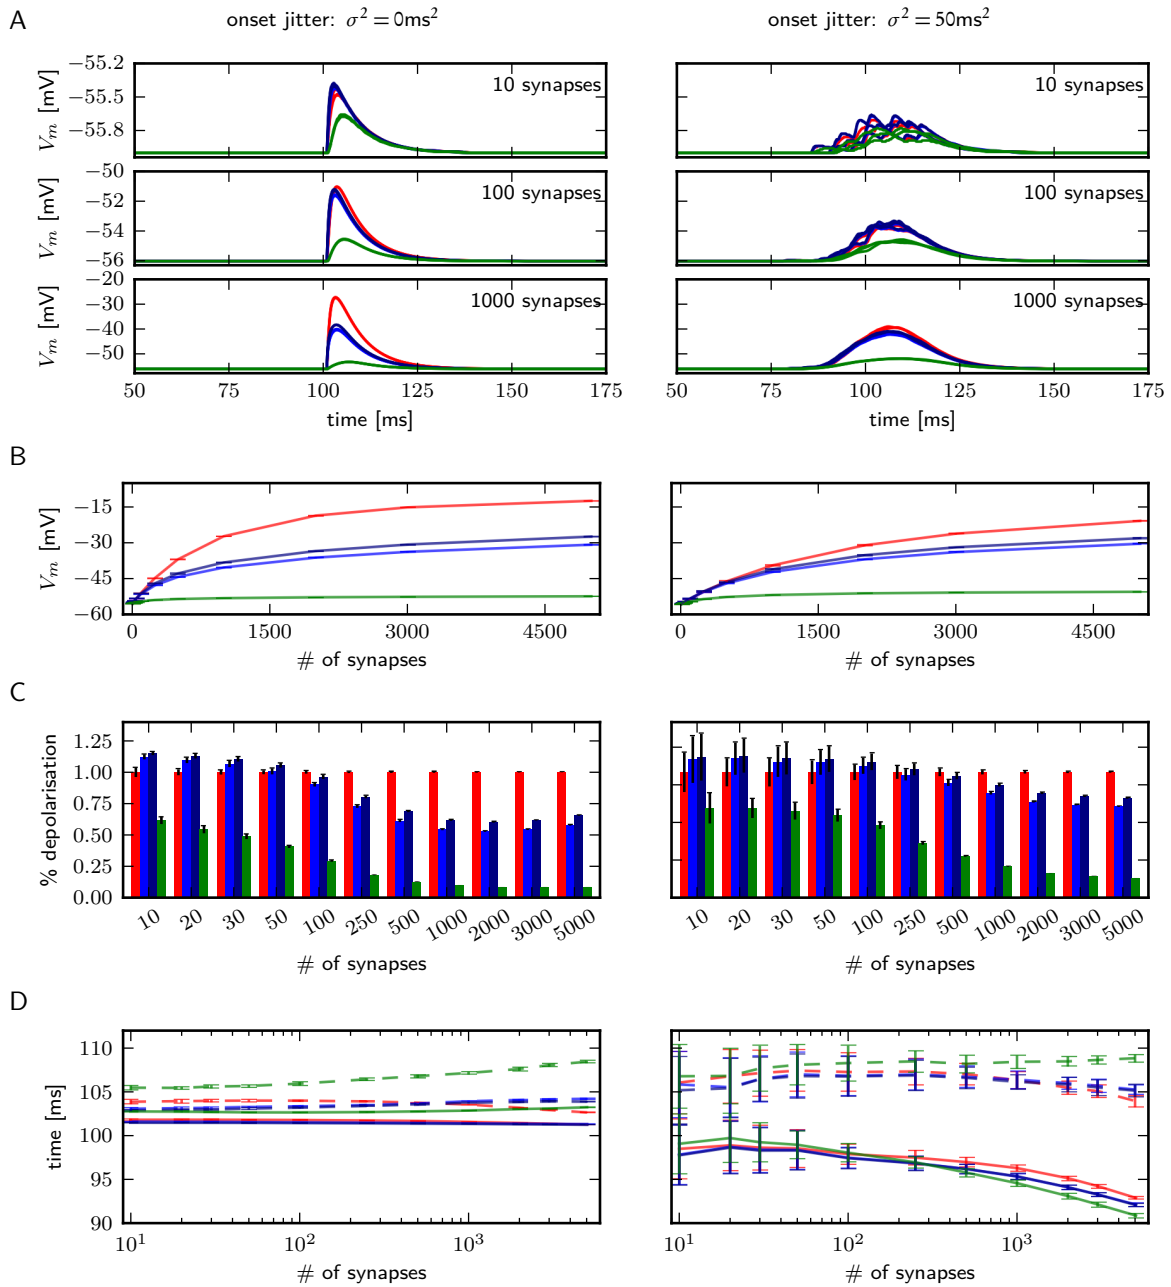 A
onset jitter: σ² = 0ms²
onset jitter: σ² = 50ms²
−55.2
−55.5
−55.8
V_m [mV]
10 synapses
10 synapses
−50
−52
−54
−56
V_m [mV]
100 synapses
100 synapses
−20
−30
−40
−50
V_m [mV]
1000 synapses
1000 synapses
50 75 100 125 150 175
50 75 100 125 150 175
time [ms]
time [ms]
B
−15
−30
−45
−60
V_m [mV]
0 1500 3000 4500
0 1500 3000 4500
# of synapses
# of synapses
C
1.25
1.00
0.75
0.50
0.25
0.00
% depolarisation
10 20 30 50 100 250 500 1000 2000 3000 5000
10 20 30 50 100 250 500 1000 2000 3000 5000
# of synapses
# of synapses
D
110
105
100
95
90
time [ms]
10¹ 10² 10³
10¹ 10² 10³
# of synapses
# of synapses